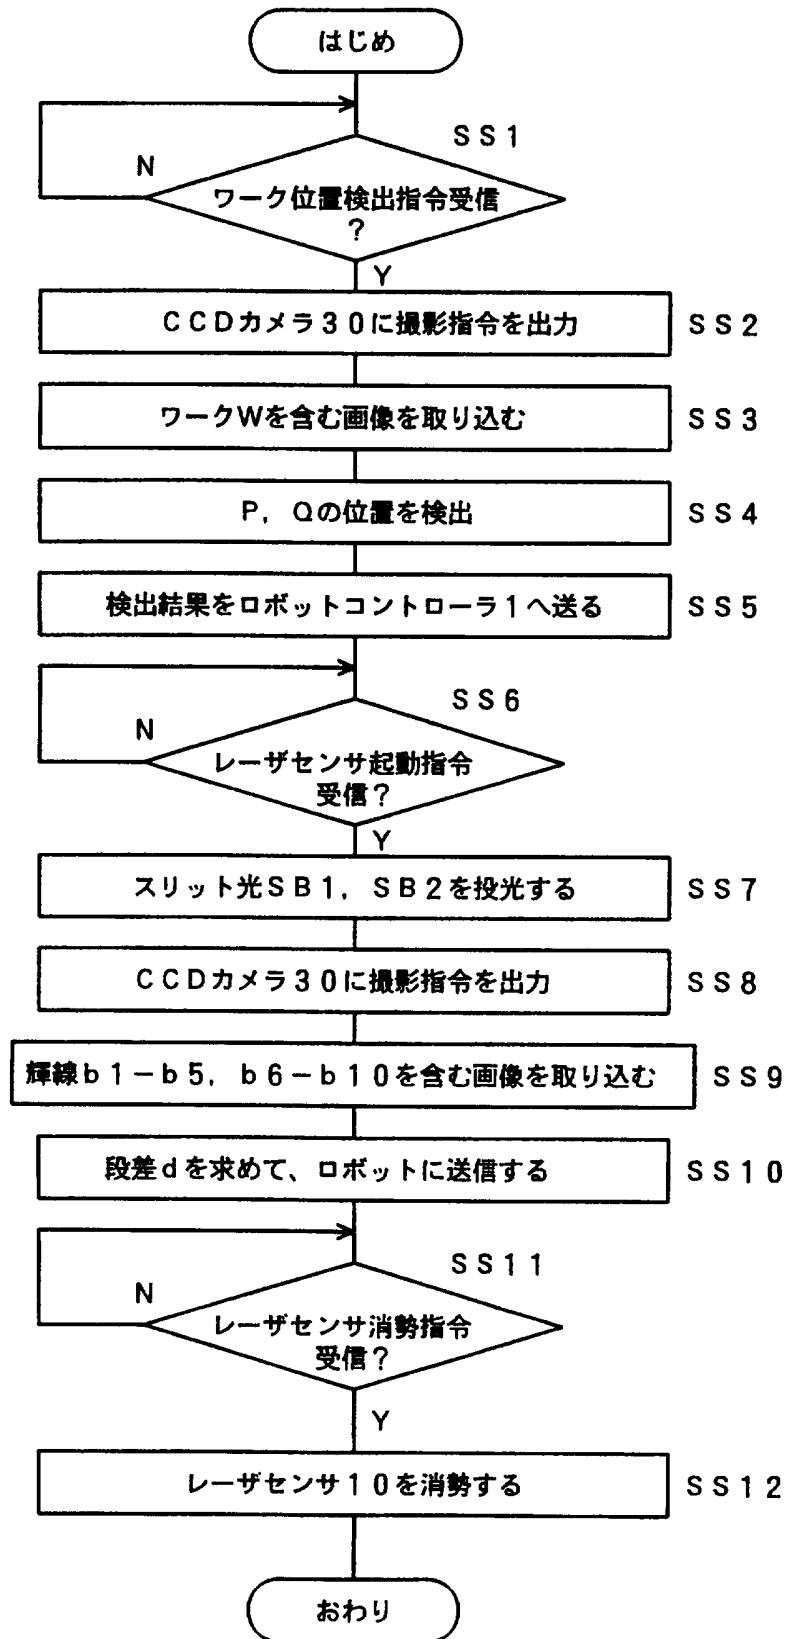 はじめ
SS1
N
ワーク位置検出指令受信
?
Y
CCDカメラ30に撮影指令を出力
SS2
ワークWを含む画像を取り込む
SS3
P,Qの位置を検出
SS4
検出結果をロボットコントローラ1へ送る
SS5
SS6
N
レーザセンサ起動指令
受信?
Y
スリット光SB1,SB2を投光する
SS7
CCDカメラ30に撮影指令を出力
SS8
輝線b1-b5,b6-b10を含む画像を取り込む
SS9
段差dを求めて、ロボットに送信する
SS10
SS11
N
レーザセンサ消勢指令
受信?
Y
レーザセンサ10を消勢する
SS12
おわり